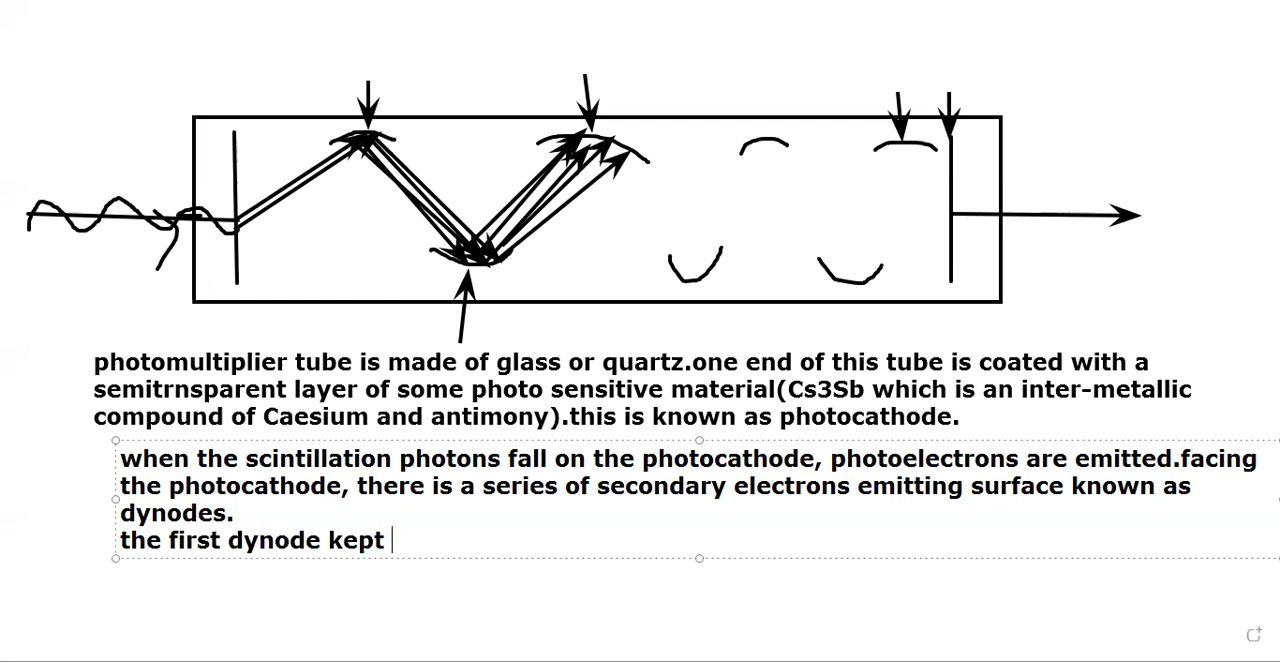 photomultiplier tube is made of glass or quartz.one end of this tube is coated with a
semitrnsparent layer of some photo sensitive material(Cs3Sb which is an inter-metallic
compound of Caesium and antimony).this is known as photocathode.
when the scintillation photons fall on the photocathode, photoelectrons are emitted.facing
the photocathode, there is a series of secondary electrons emitting surface known as
dynodes.
the first dynode kept